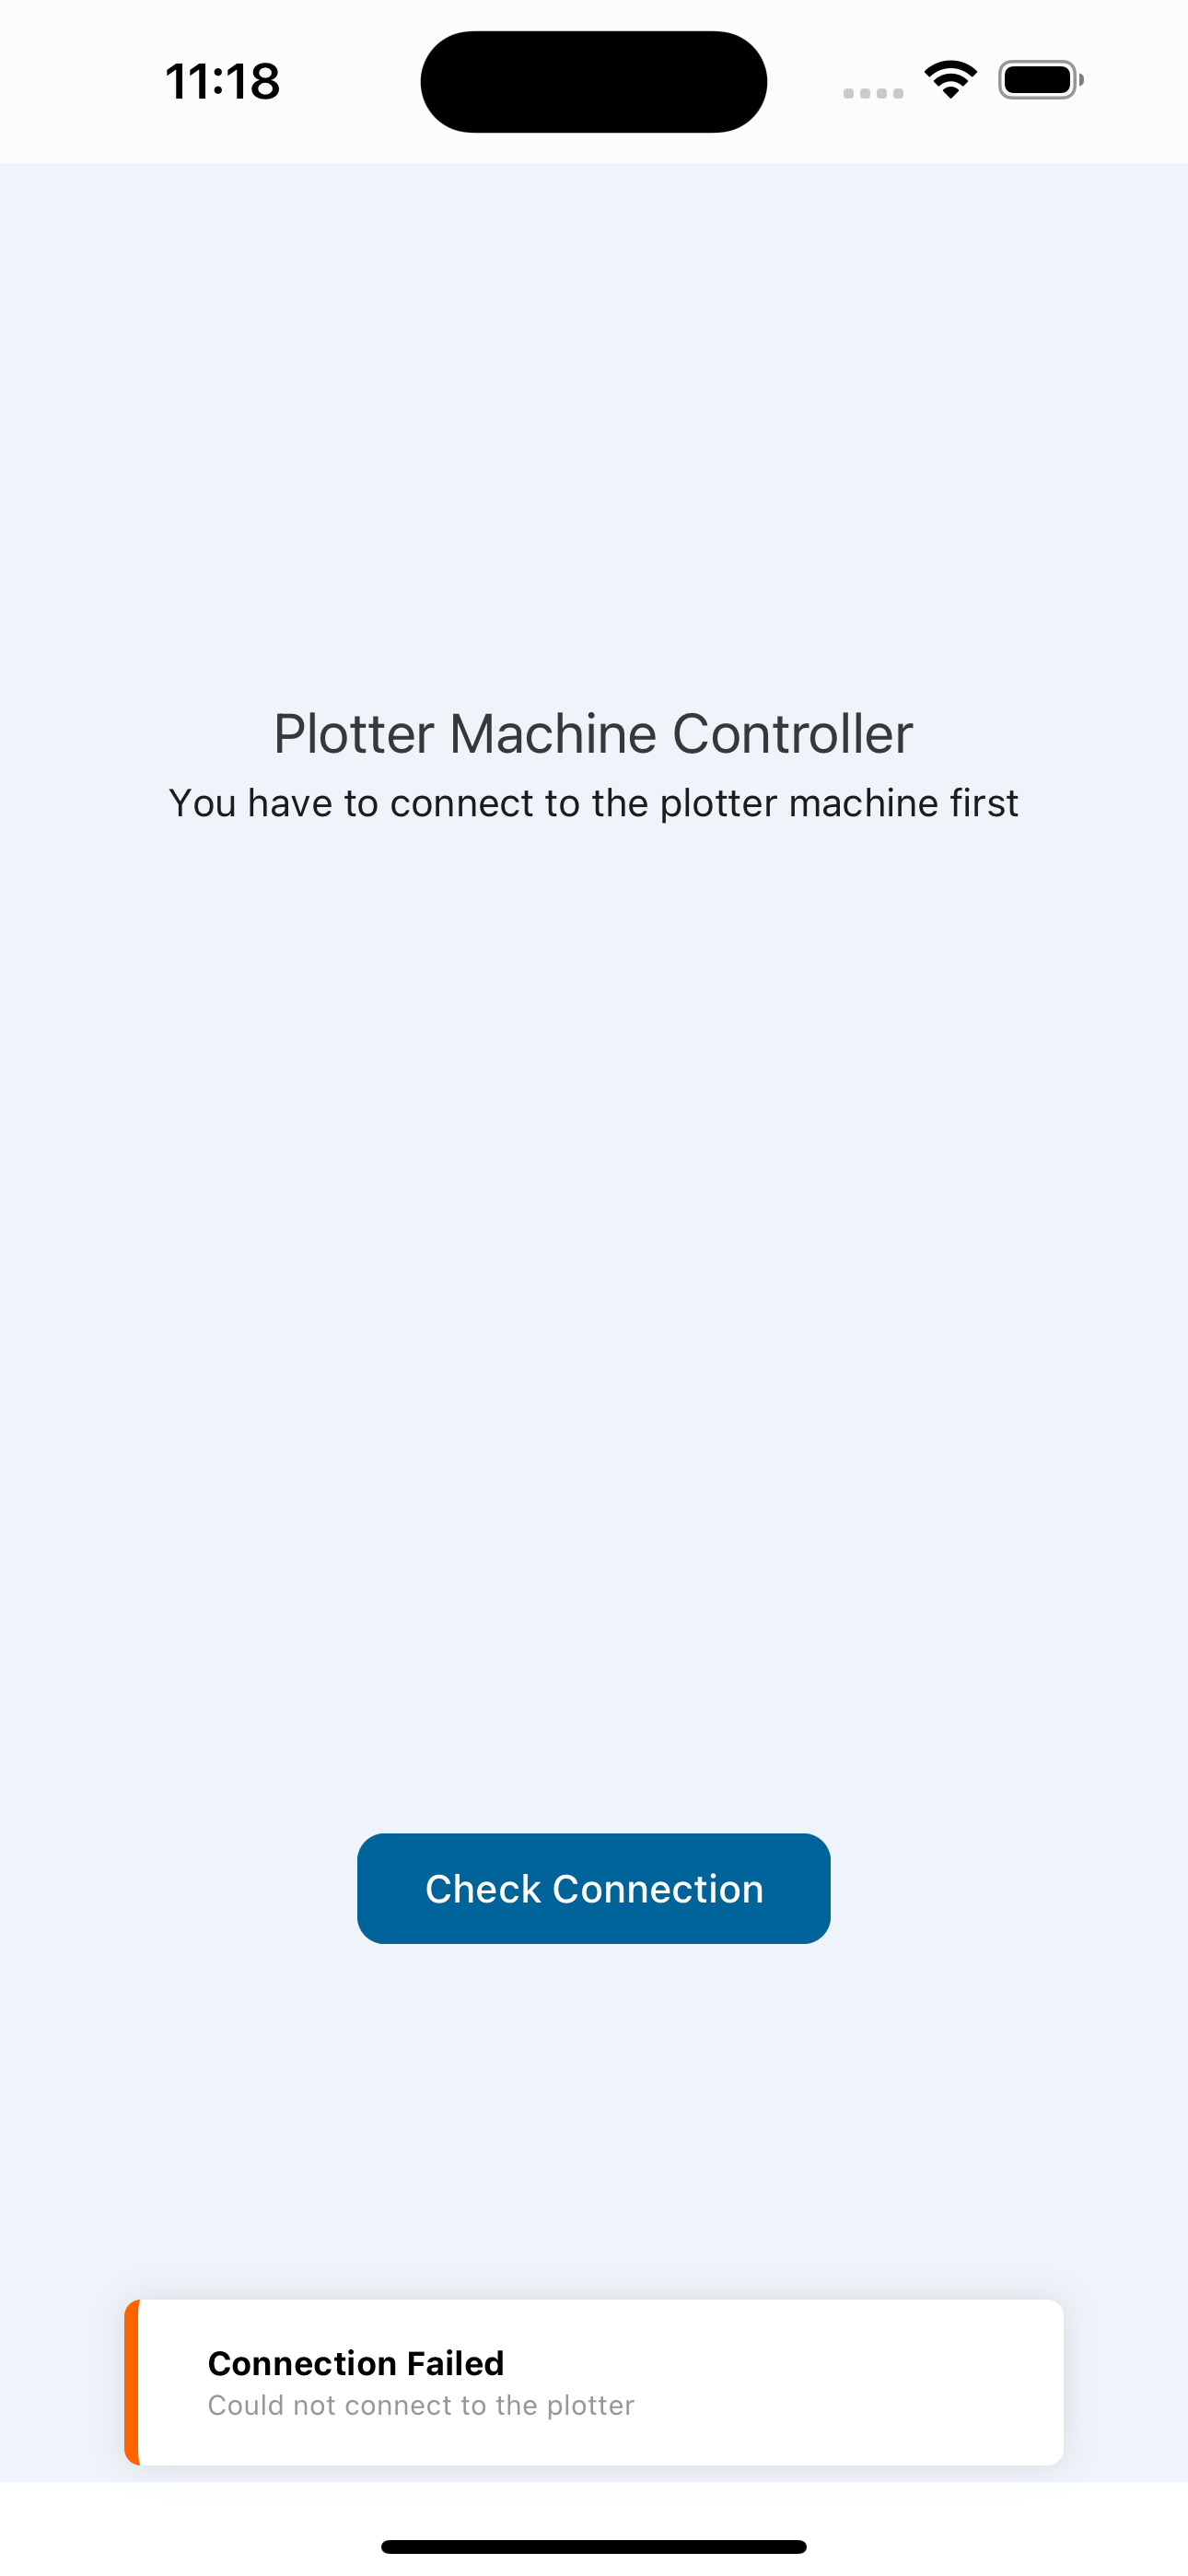 11:18
Plotter Machine Controller
You have to connect to the plotter machine first
Check Connection
Connection Failed
Could not connect to the plotter